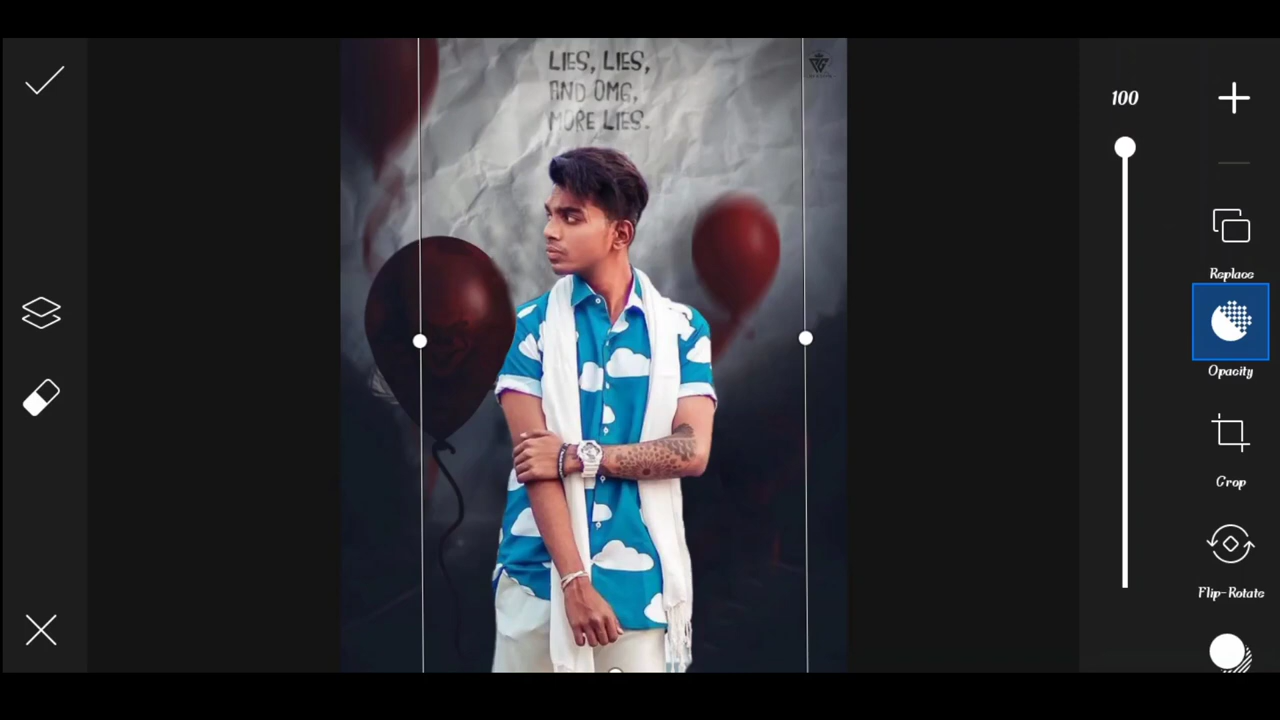 LIES, LIES,
AND OMG,
MORE LIES.
100
Replace
Opacity
Crop
Flip-Rotate